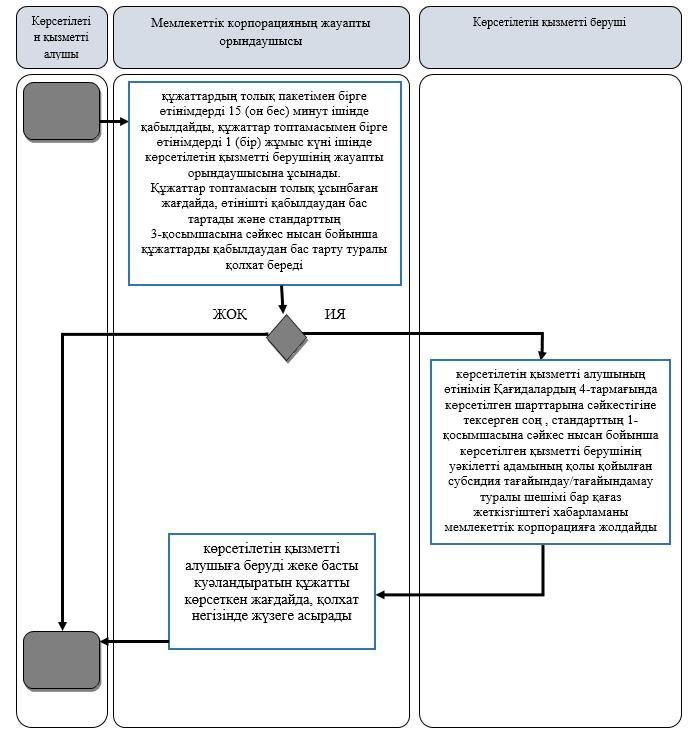 Көрсетілеті
н қызметті
алушы
Мемлекеттік корпорацияның жауапты
орындаушысы
Көрсетілетін қызметті беруші
құжаттардың толық пакетімен бірге
өтінімдерді 15 (он бес) минут ішінде
қабылдайды, құжаттар топтамасымен бірге
өтінімдерді 1 (бір) жұмыс күні ішінде
көрсетілетін қызметті берушінің жауапты
орындаушысына ұсынады.
Құжаттар топтамасын толық ұсынбаған
жағдайда, өтінішті қабылдаудан бас
тартады және стандарттың
3-қосымшасына сәйкес нысан бойынша
құжаттарды қабылдаудан бас тарту туралы
қолхат береді
ЖОҚ
ИЯ
көрсетілетін қызметті алушының
өтінімін Қағидалардың 4-тармағында
көрсетілген шарттарына сәйкестігіне
тексерген соң , стандарттың 1-
қосымшасына сәйкес нысан бойынша
көрсетілген қызметті берушінің
уәкілетті адамының қолы қойылған
субсидия тағайындау/тағайындамау
туралы шешімі бар қағаз
жеткізгіштегі хабарламаны
мемлекеттік корпорацияға жолдайды
көрсетілетін қызметті
алушыға беруді жеке басты
куәландыратын құжатты
көрсеткен жағдайда, қолхат
негізінде жүзеге асырады